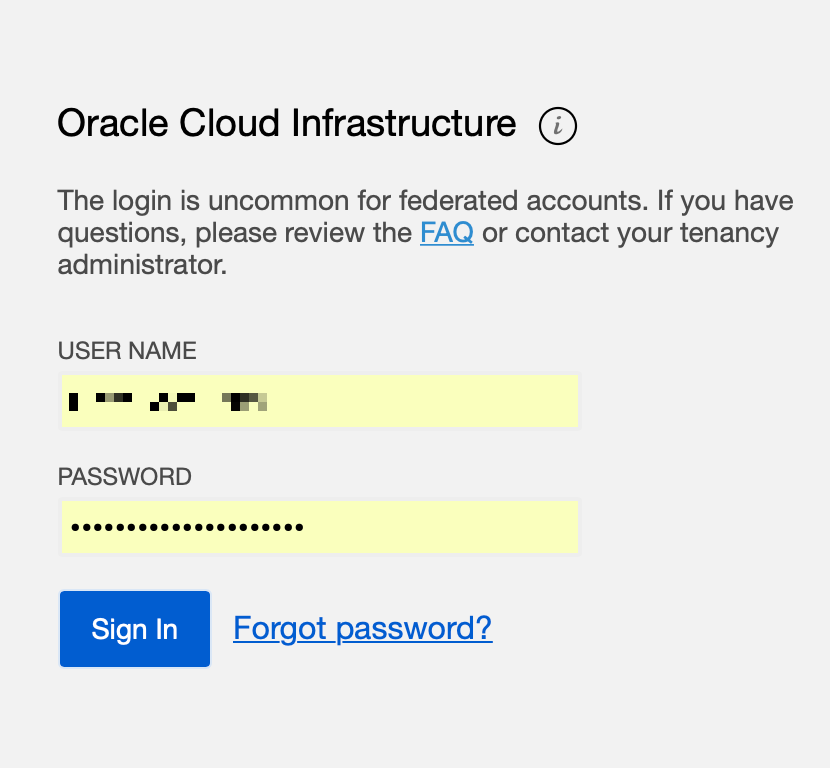 Oracle Cloud Infrastructure i
The login is uncommon for federated accounts. If you have
questions, please review the FAQ or contact your tenancy
administrator.
USER NAME
PASSWORD
•••••••••••••••••••••
Sign In Forgot password?